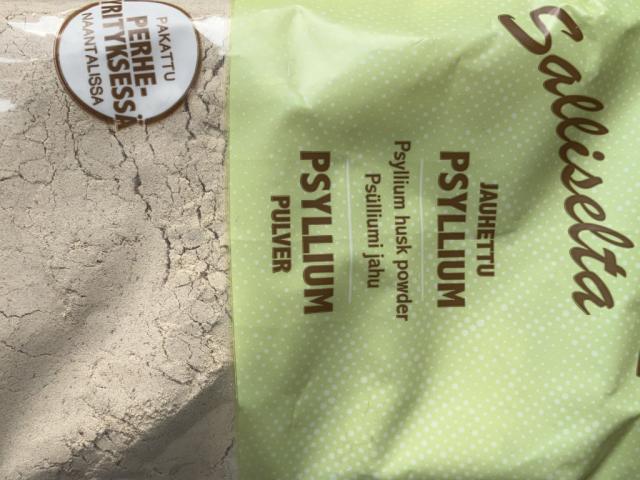 Salliselta
JAUHETTU
PSYLLIUM
Psyllium husk powder
Psülliumi jahu
PSYLLIUM
PULVER
PAKATTU
PERHE-
YRITYKSESSÄ
NAANTALISSA